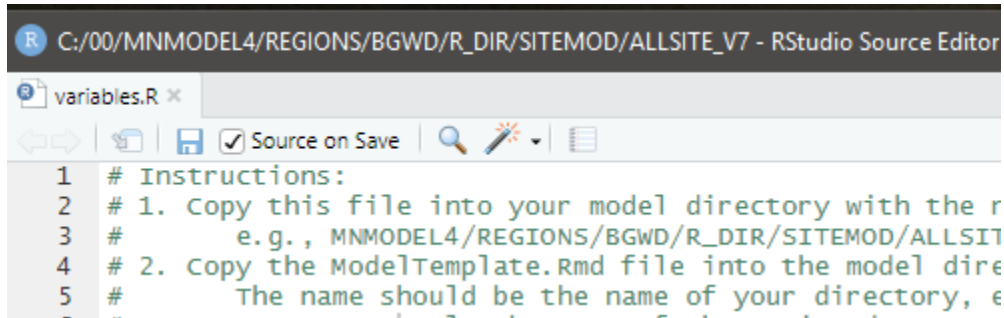 C:/00/MNMODEL4/REGIONS/BGWD/R_DIR/SITEMOD/ALLSITE_V7 - RStudio Source Editor
variables.R
Source on Save
1 # Instructions:
2 # 1. Copy this file into your model directory with the
3 # e.g., MNMODEL4/REGIONS/BGWD/R_DIR/SITEMOD/ALLSIT
4 # 2. Copy the ModelTemplate.Rmd file into the model dire
5 # The name should be the name of your directory, e